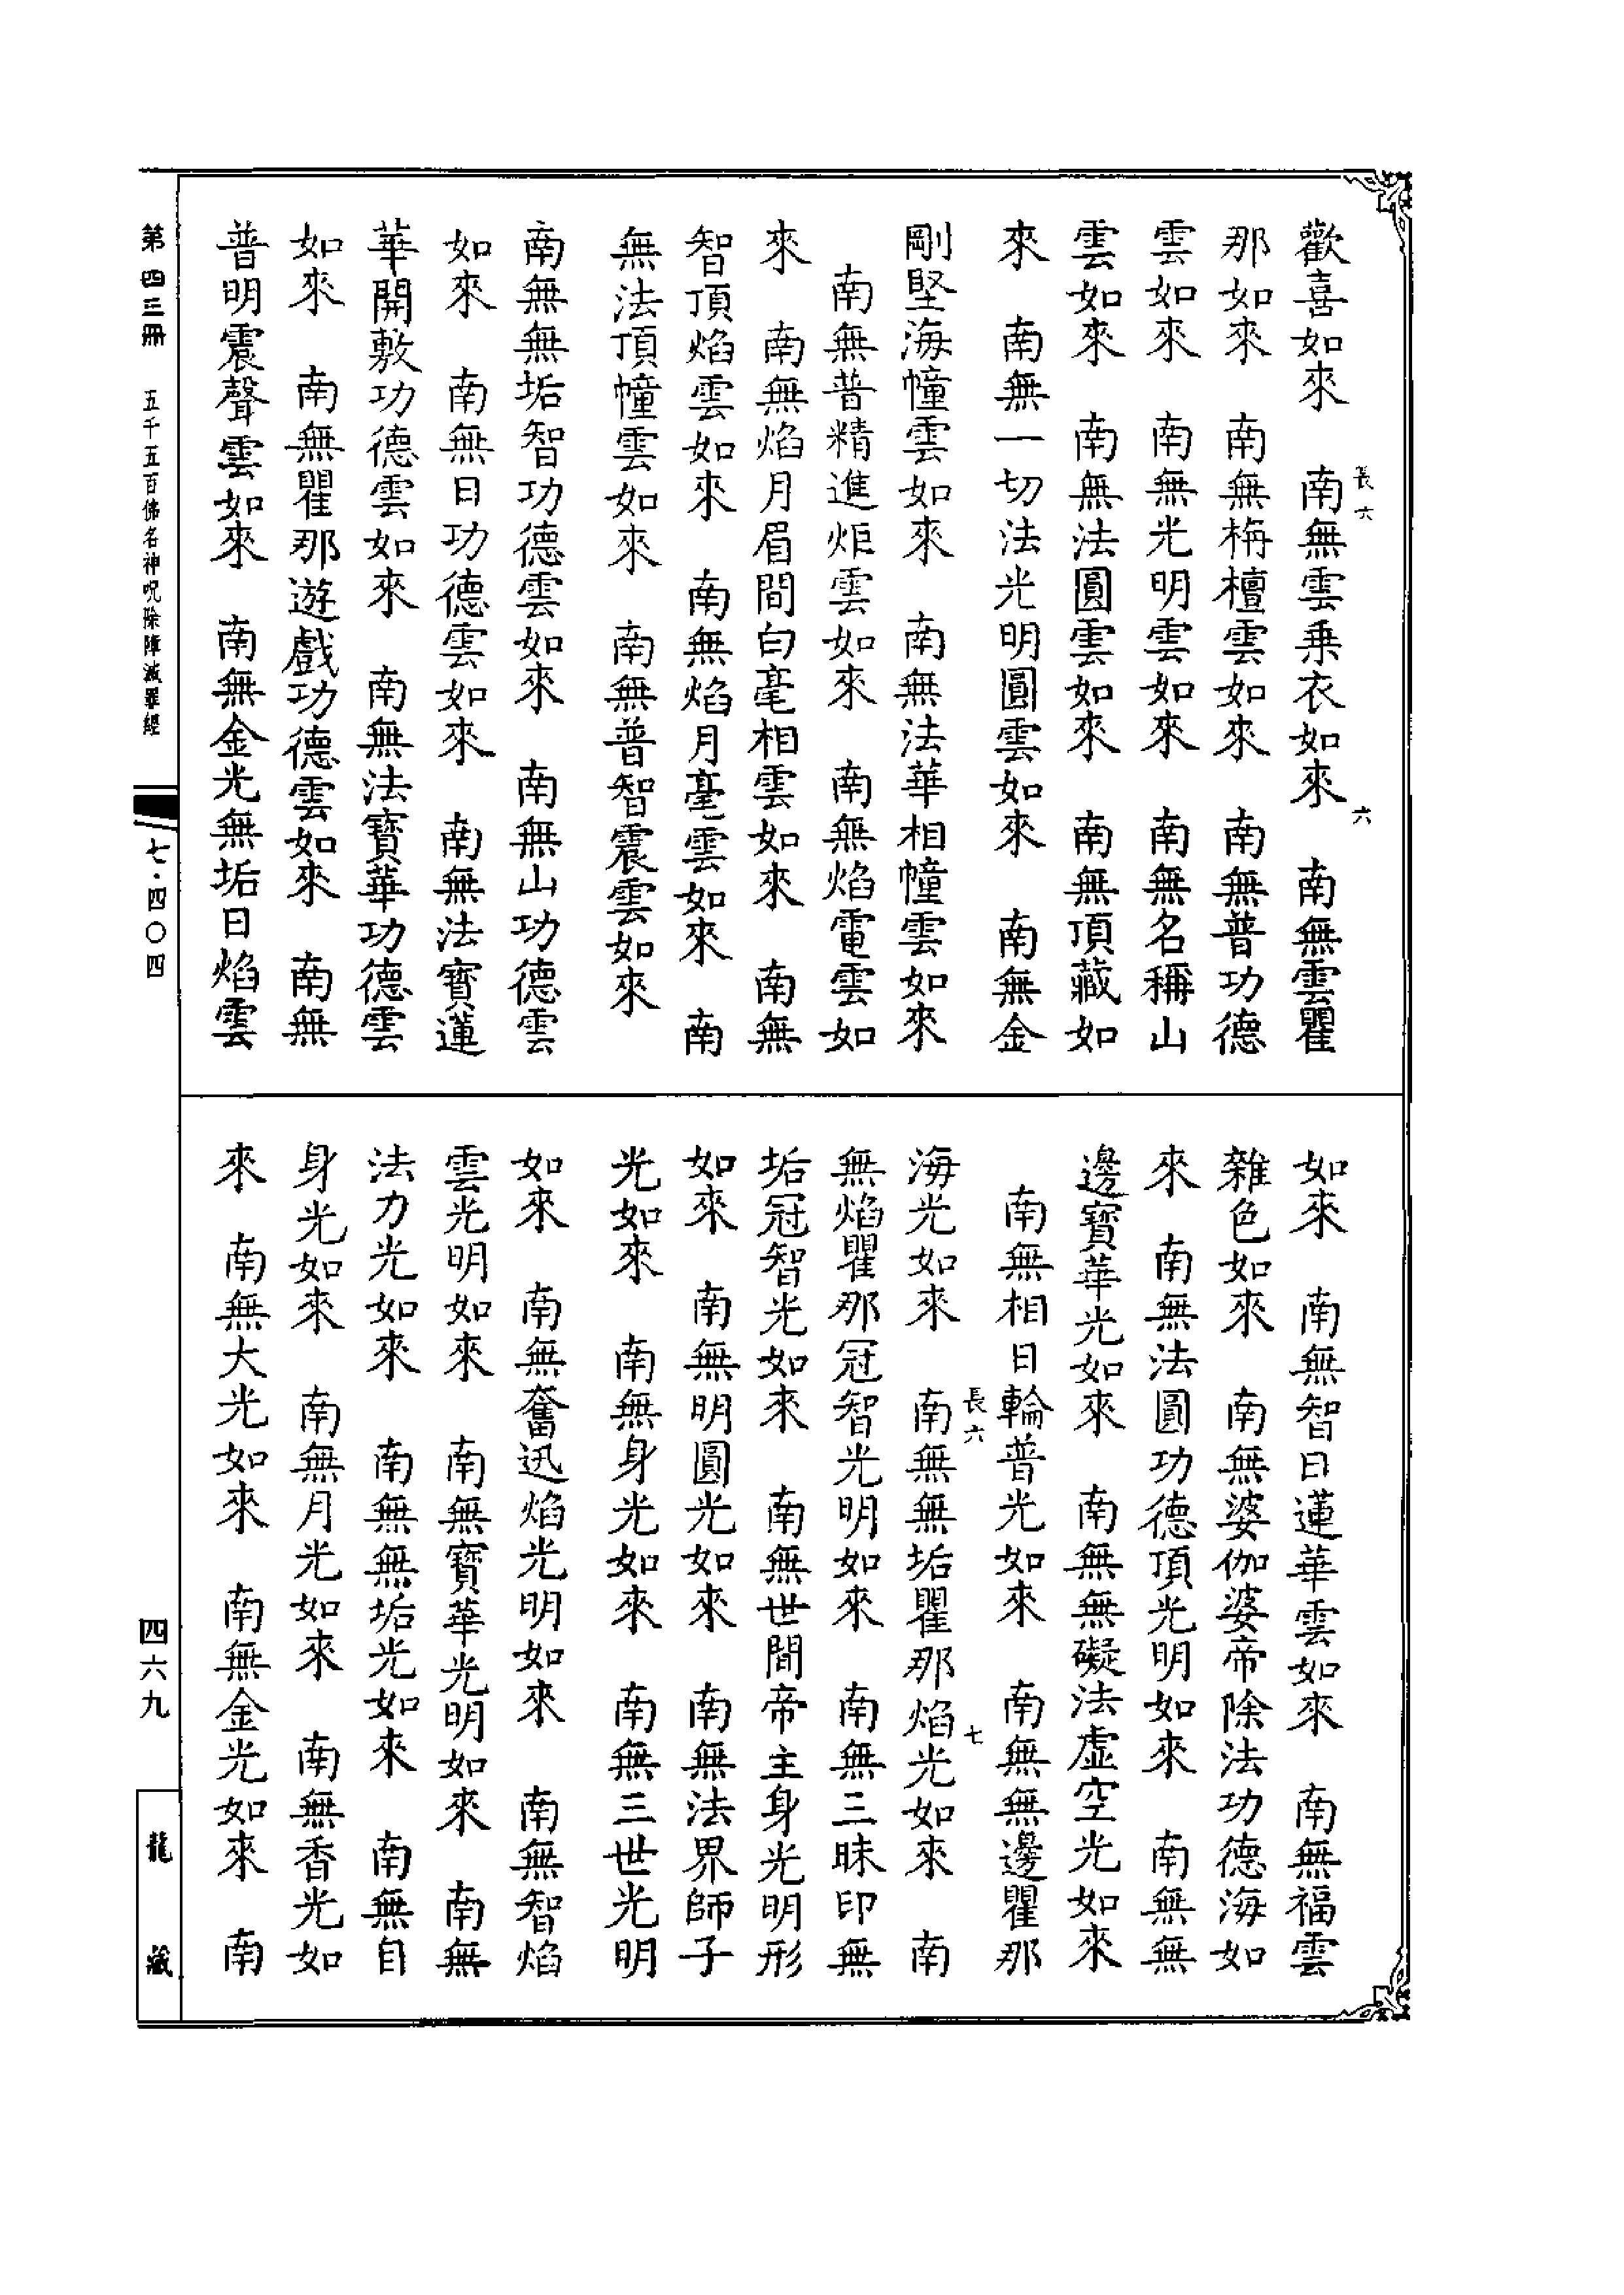 歡喜如來　南無雲乗衣如來　南無雲瞿
長六
六
那如來　南無栴檀雲如來　南無普功德
雲如來　南無光明雲如來　南無名稱山
雲如來　南無法圓雲如來　南無頂藏如
來　南無一切法光明圓雲如來　南無金
剛堅海幢雲如來　南無法華相幢雲如來
南無普精進炬雲如來　南無焰電雲如
來　南無焰月眉間白毫相雲如來　南無
智頂焰雲如來　南無焰月毫雲如來　南
無法頂幢雲如來　南無普智震雲如來
南無無垢智功德雲如來　南無山功德雲
如來　南無日功德雲如來　南無法寶蓮
華開敷功德雲如來　南無法寶華功德雲
如來　南無瞿那遊戲功德雲如來　南無
普明震聲雲如來　南無金光無垢日焰雲
如來　南無智日蓮華雲如來　南無福雲
雜色如來　南無婆伽婆帝除法功德海如
來　南無法圓功德頂光明如來　南無無
邊寶華光如來　南無無礙法虛空光如來
南無相日輪普光如來　南無無邊瞿那
海光如來　南無無垢瞿那焰光如來　南
長六
七
無焰瞿那冠智光明如來　南無三昧印無
垢冠智光如來　南無世間帝主身光明形
如來　南無明圓光如來　南無法界師子
光如來　南無身光如來　南無三世光明
如來　南無奮迅焰光明如來　南無智焰
雲光明如來　南無寶華光明如來　南無
法力光如來　南無無垢光如來　南無自
身光如來　南無月光如來　南無香光如
來　南無大光如來　南無金光如來　南
第四三冊　五千五百佛名神呪除障滅罪經
七·四〇四
四六九
龍藏